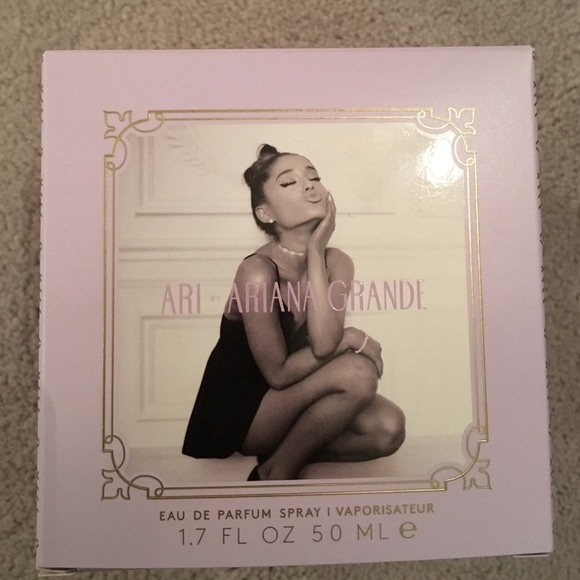 ARI BY ARIANA GRANDE
EAU DE PARFUM SPRAY | VAPORISATEUR
1.7 FL OZ 50 ML ℮